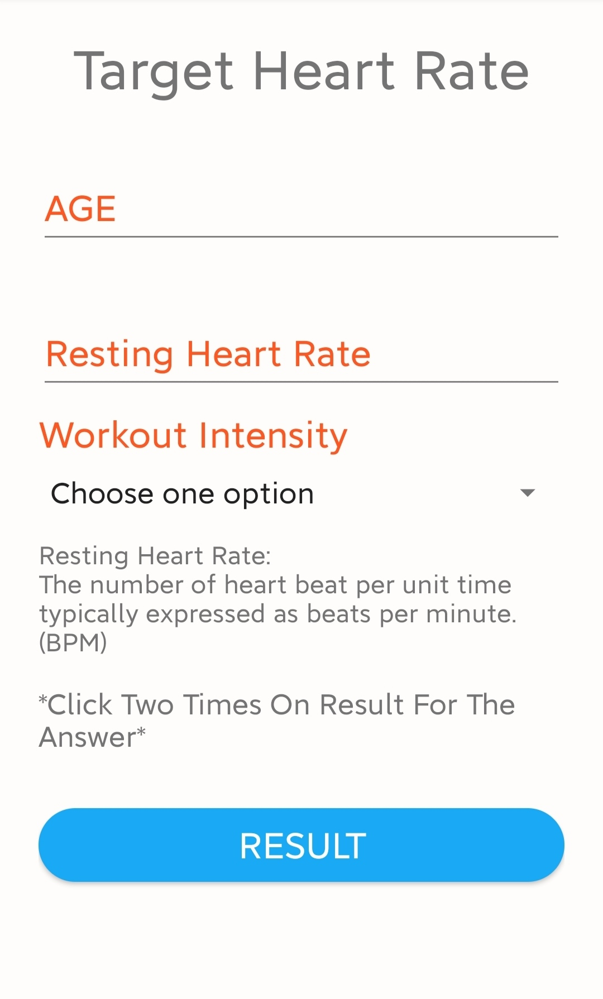 Target Heart Rate
AGE
Resting Heart Rate
Workout Intensity
Choose one option
Resting Heart Rate:
The number of heart beat per unit time
typically expressed as beats per minute.
(BPM)
*Click Two Times On Result For The
Answer*
RESULT